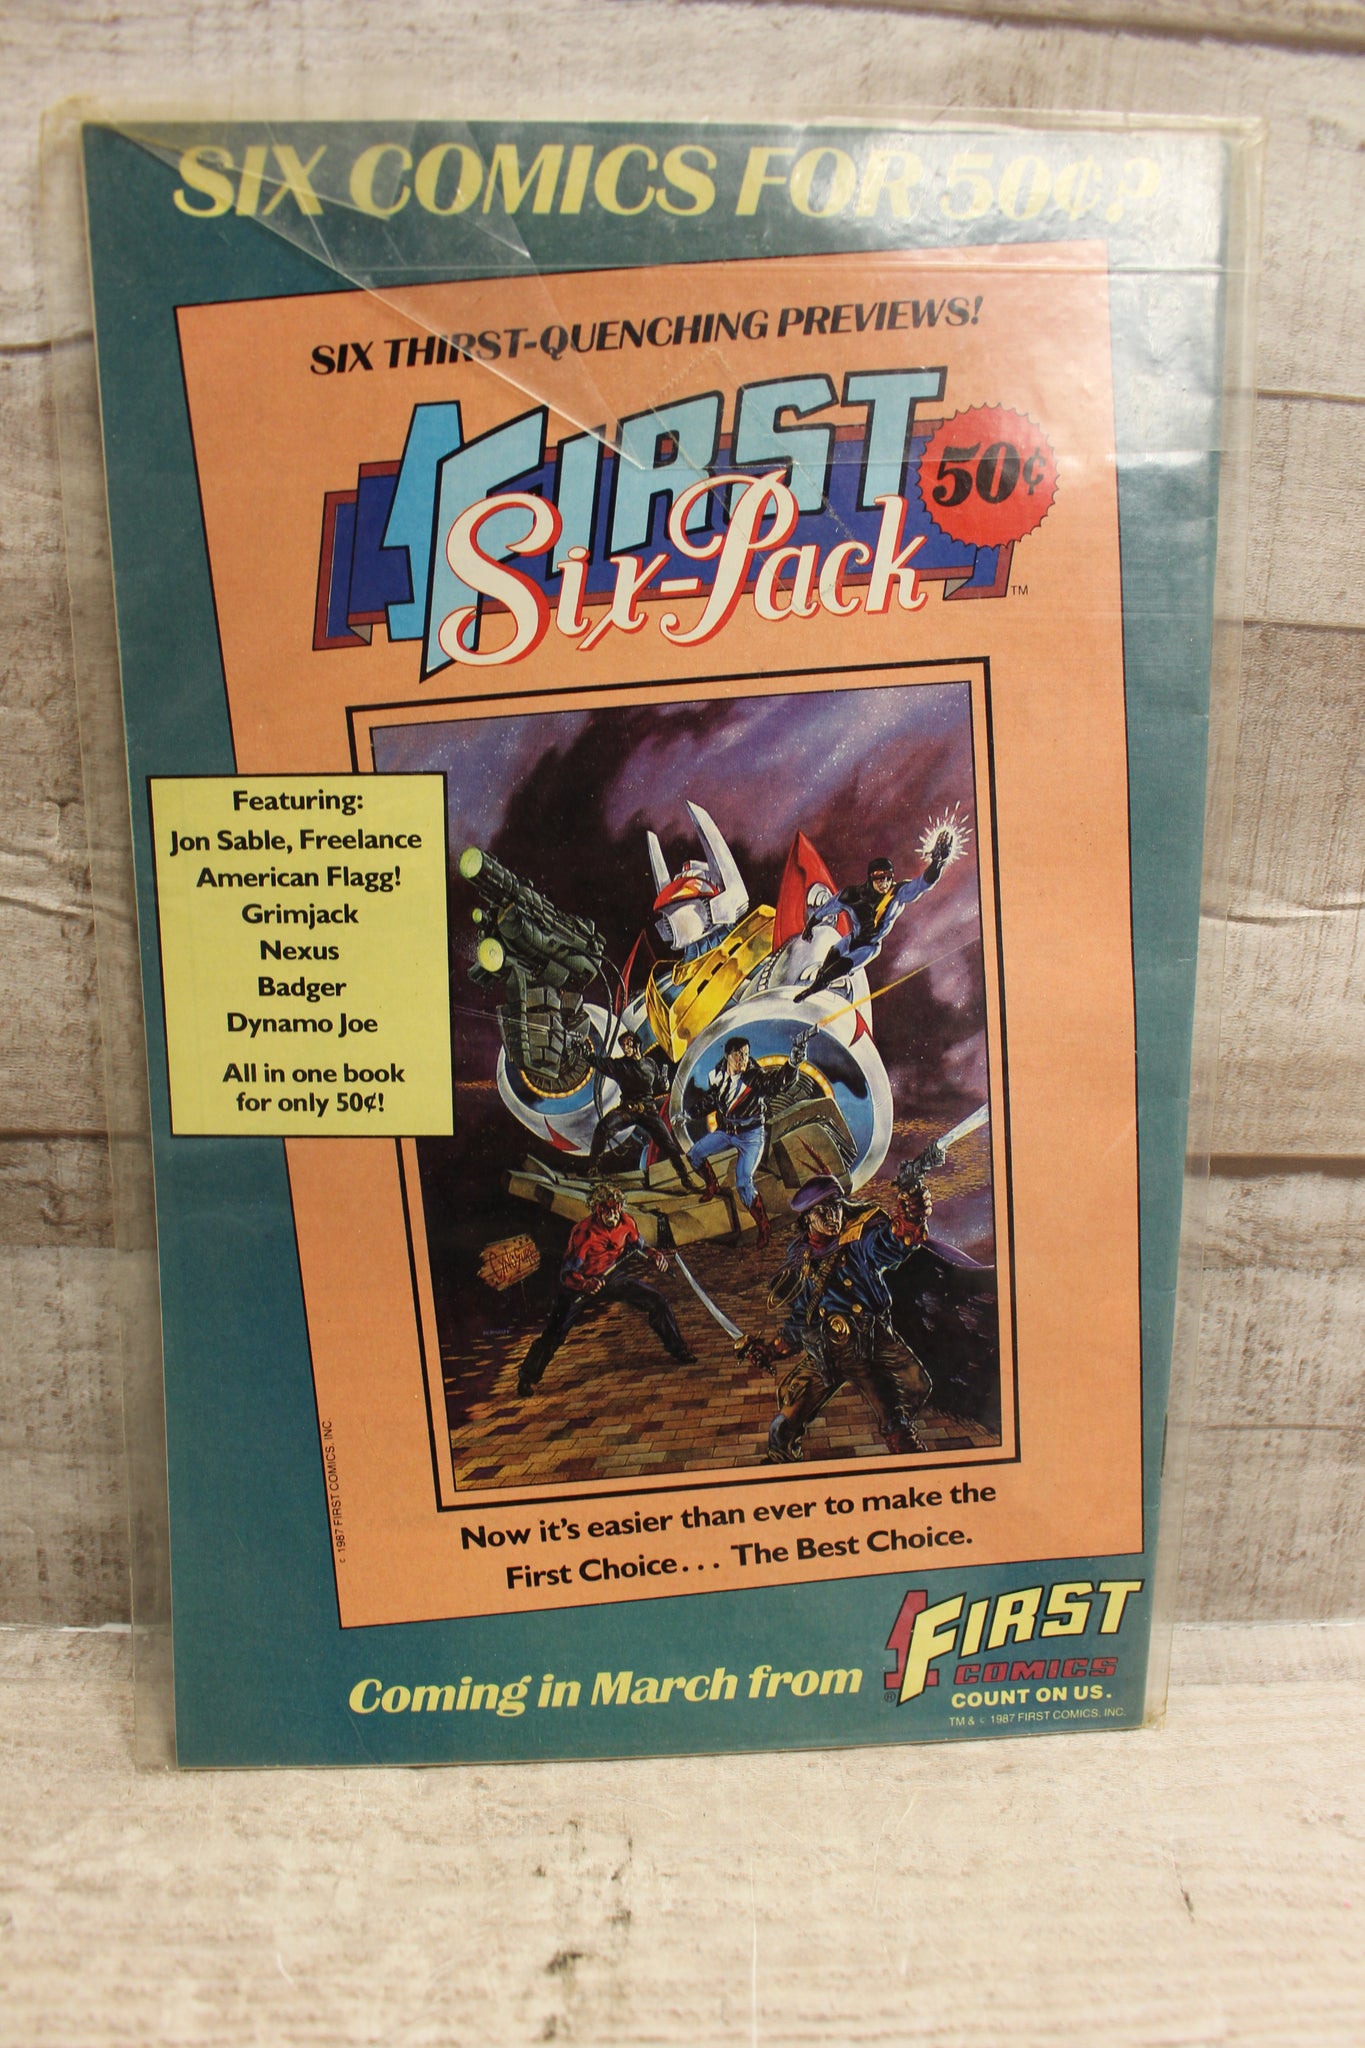 SIX COMICS FOR 50¢?
SIX THIRST-QUENCHING PREVIEWS!
FIRST
Six-Pack
50¢
TM
Featuring:
Jon Sable, Freelance
American Flagg!
Grimjack
Nexus
Badger
Dynamo Joe
All in one book
for only 50¢!
c 1987 FIRST COMICS. INC.
Now it's easier than ever to make the
First Choice... The Best Choice.
Coming in March from
1 FIRST
COMICS
®
COUNT ON US.
TM & c 1987 FIRST COMICS, INC.